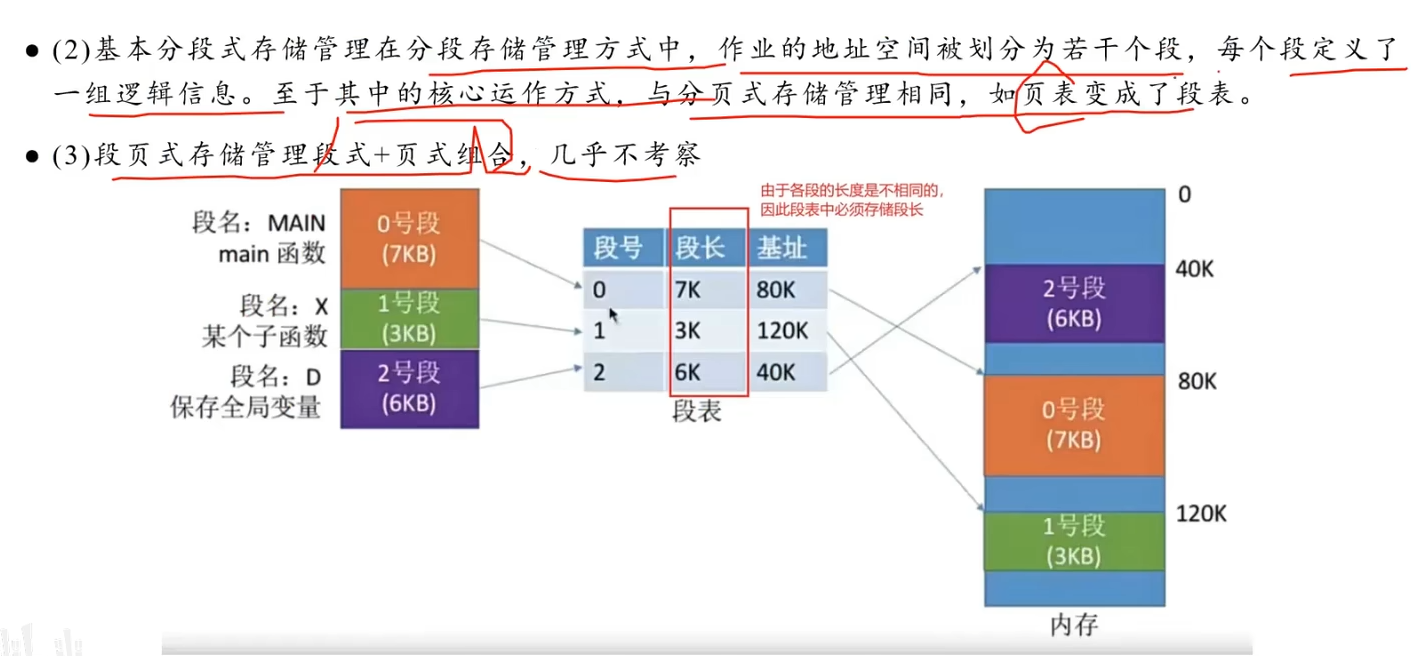 • (2)基本分段式存储管理在分段存储管理方式中，作业的地址空间被划分为若干个段，每个段定义了
一组逻辑信息。至于其中的核心运作方式，与分页式存储管理相同，如页表变成了段表。
• (3)段页式存储管理段式+页式组合，几乎不考察
由于各段的长度是不相同的，
因此段表中必须存储段长
段名：MAIN
main 函数
0号段
(7KB)
段名：X
某个子函数
1号段
(3KB)
段名：D
保存全局变量
2号段
(6KB)
段号 段长 基址
0 7K 80K
1 3K 120K
2 6K 40K
段表
0
40K
2号段
(6KB)
80K
0号段
(7KB)
120K
1号段
(3KB)
内存